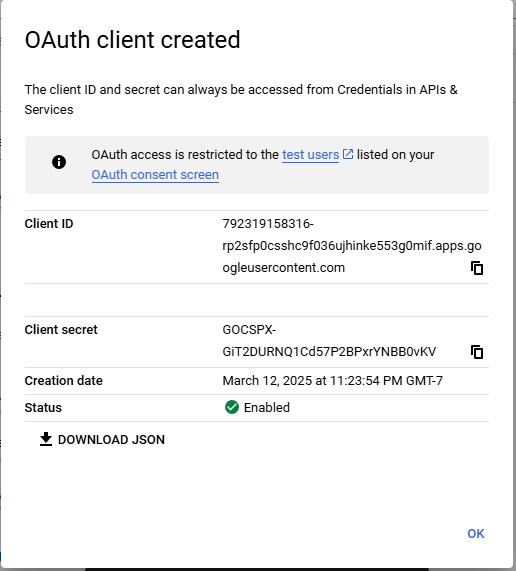 OAuth client created
The client ID and secret can always be accessed from Credentials in APIs &
Services
OAuth access is restricted to the test users listed on your
OAuth consent screen
Client ID
792319158316-
rp2sfp0csshc9f036ujhinke553g0mif.apps.go
ogleusercontent.com
Client secret
GOCSPX-
GiT2DURNQ1Cd57P2BPxrYNBB0vKV
Creation date
March 12, 2025 at 11:23:54 PM GMT-7
Status
Enabled
DOWNLOAD JSON
OK